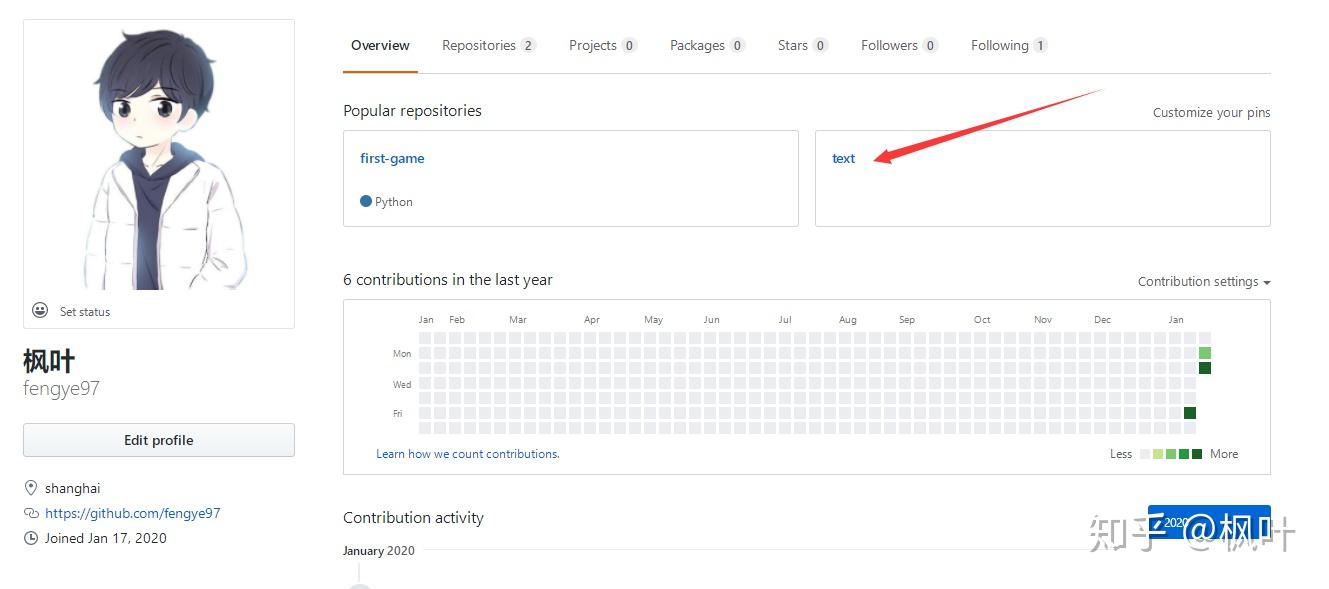 Overview Repositories 2 Projects 0 Packages 0 Stars 0 Followers 0 Following 1
Popular repositories
Customize your pins
first-game
Python
text
Set status
枫叶
fengye97
Edit profile
shanghai
https://github.com/fengye97
Joined Jan 17, 2020
6 contributions in the last year
Contribution settings
Jan Feb Mar Apr May Jun Jul Aug Sep Oct Nov Dec Jan
Mon
Wed
Fri
Learn how we count contributions.
Less More
Contribution activity
2020
January 2020
知乎 @枫叶